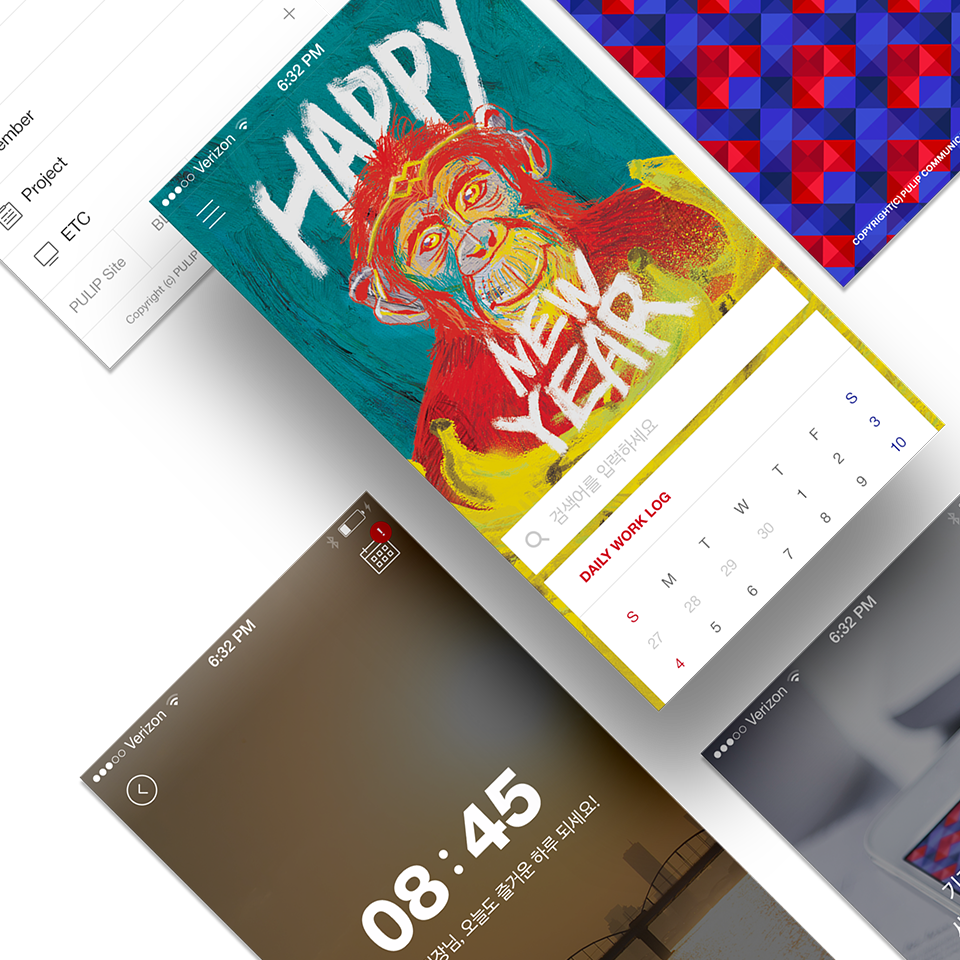 ember
Project
ETC
PULIP Site
Copyright (c) PULIP
Verizon
6:32 PM
HAPPY
NEW
YEAR
검색어를 입력하세요
DAILY WORK LOG
S M T W T F S
27 28 29 30 1 2 3
4 5 6 7 8 9 10
COPYRIGHT(C) PULIP COMMUNIC
Verizon
6:32 PM
08:45
장님, 오늘도 즐거운 하루 되세요!
Verizon
6:32 PM